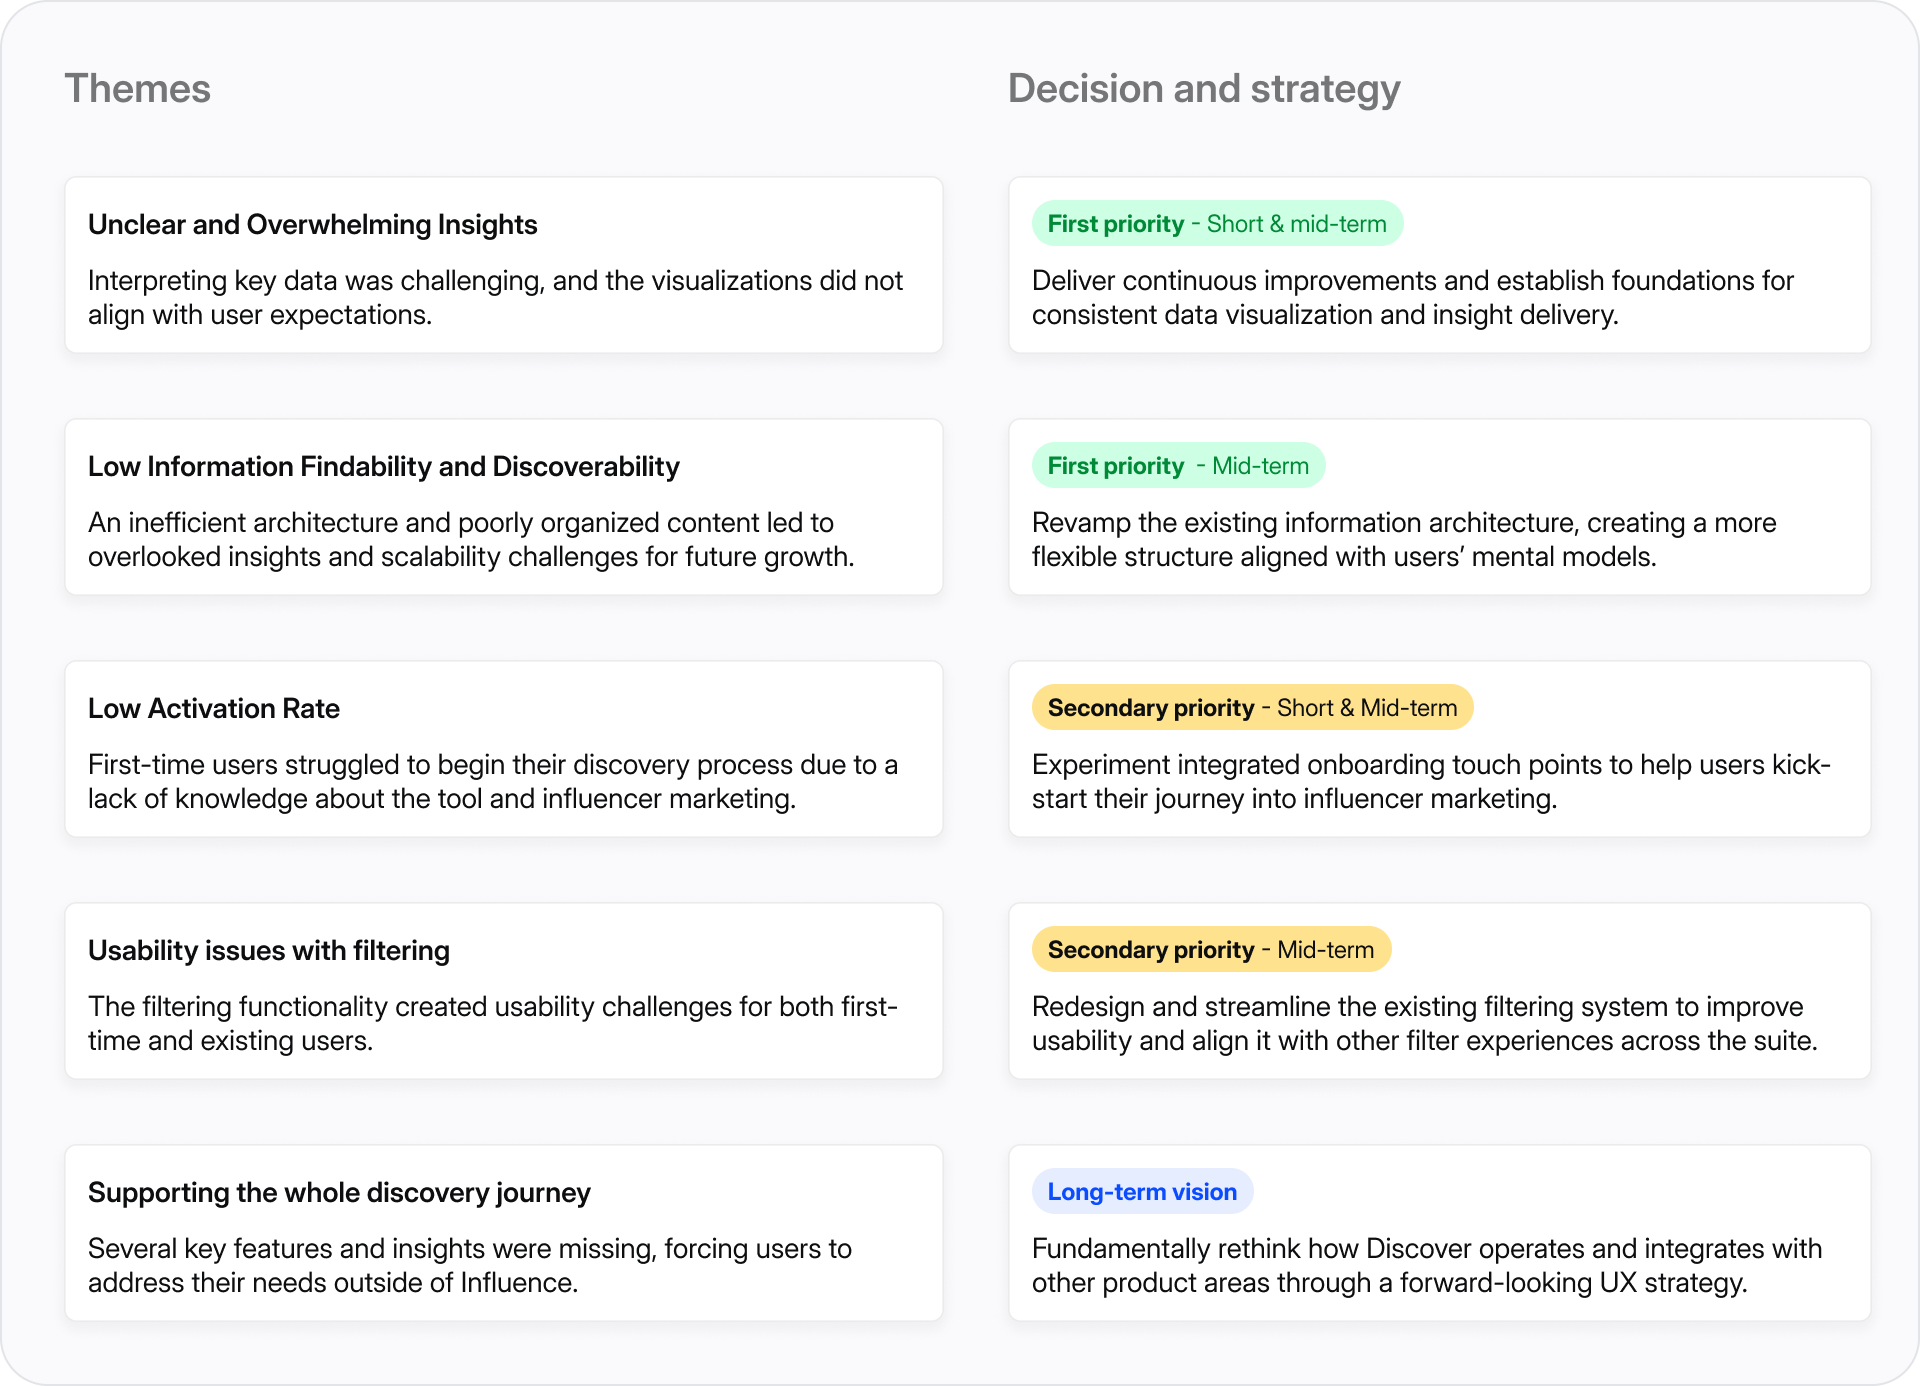 Themes
Decision and strategy
Unclear and Overwhelming Insights
Interpreting key data was challenging, and the visualizations did not
align with user expectations.
First priority - Short & mid-term
Deliver continuous improvements and establish foundations for
consistent data visualization and insight delivery.
Low Information Findability and Discoverability
An inefficient architecture and poorly organized content led to
overlooked insights and scalability challenges for future growth.
First priority - Mid-term
Revamp the existing information architecture, creating a more
flexible structure aligned with users’ mental models.
Low Activation Rate
First-time users struggled to begin their discovery process due to a
lack of knowledge about the tool and influencer marketing.
Secondary priority - Short & Mid-term
Experiment integrated onboarding touch points to help users kick-
start their journey into influencer marketing.
Usability issues with filtering
The filtering functionality created usability challenges for both first-
time and existing users.
Secondary priority - Mid-term
Redesign and streamline the existing filtering system to improve
usability and align it with other filter experiences across the suite.
Supporting the whole discovery journey
Several key features and insights were missing, forcing users to
address their needs outside of Influence.
Long-term vision
Fundamentally rethink how Discover operates and integrates with
other product areas through a forward-looking UX strategy.